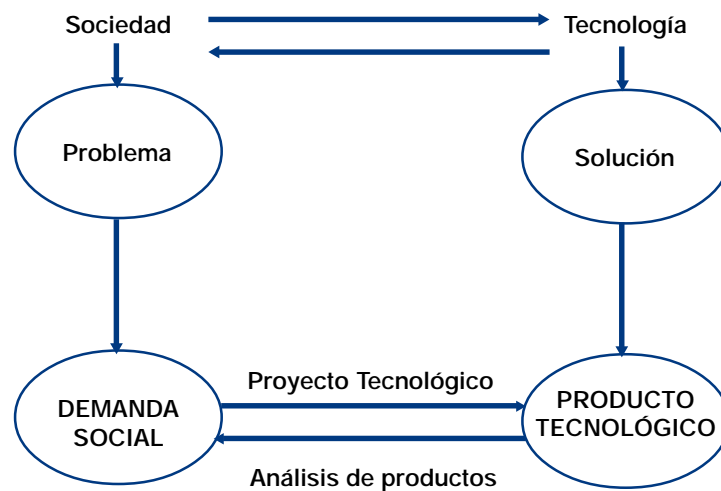 Sociedad
Tecnología
Problema
Solución
Proyecto Tecnológico
DEMANDA
SOCIAL
PRODUCTO
TECNOLÓGICO
Análisis de productos